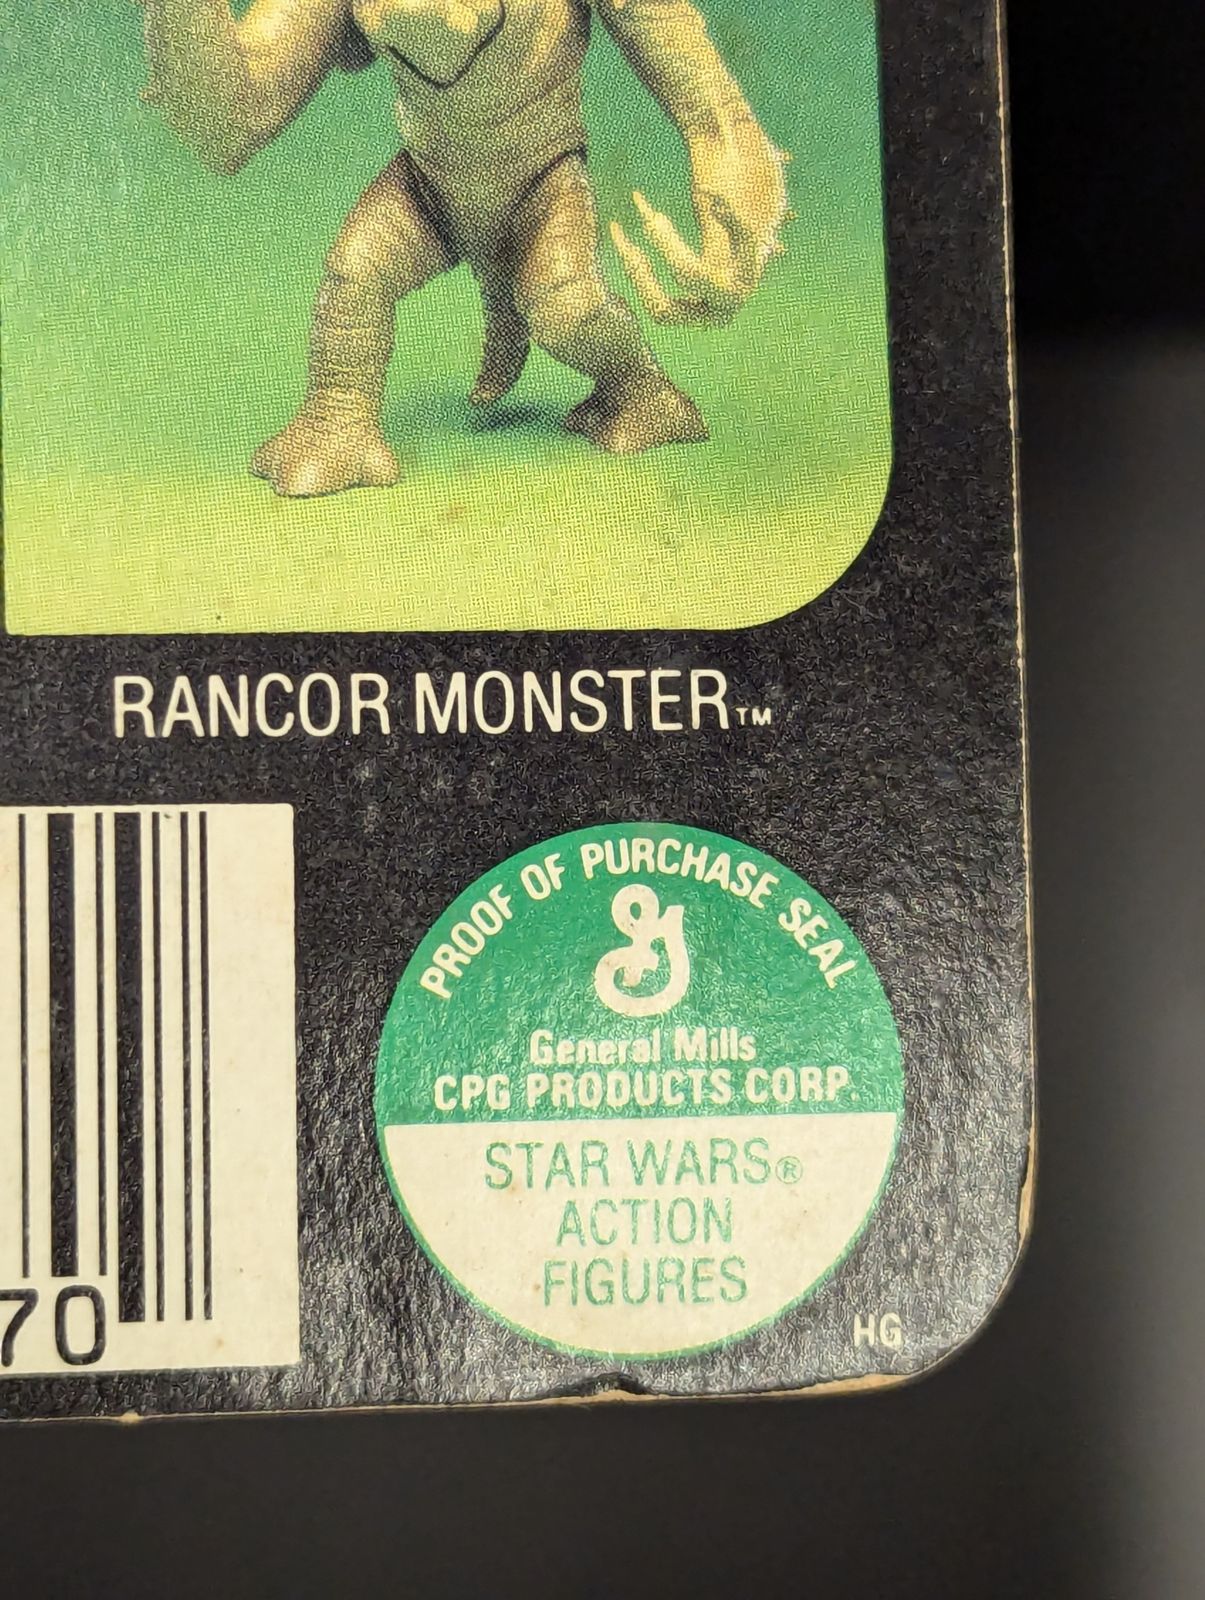 RANCOR MONSTER™
70
PROOF OF PURCHASE SEAL
G
General Mills
CPG PRODUCTS CORP.
STAR WARS®
ACTION
FIGURES
HG